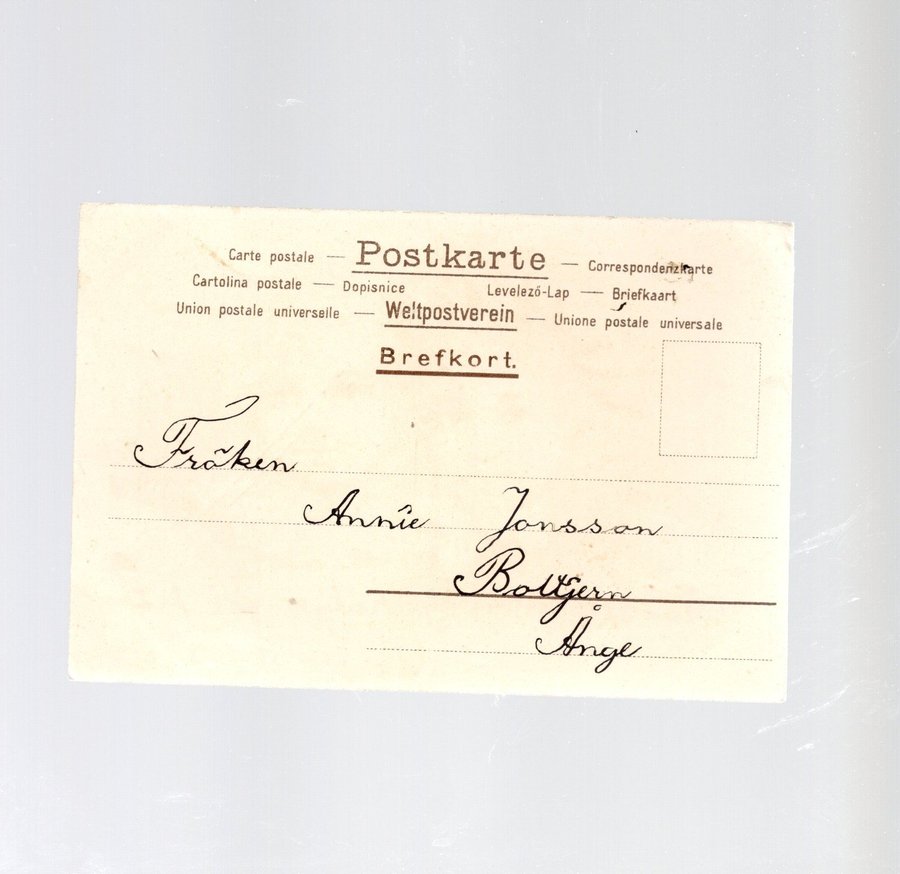 Carte postale — Postkarte — Correspondenzkarte
Cartolina postale — Dopisnice Levelező-Lap — Briefkaart
Union postale universelle — Weltpostverein — Unione postale universale
Brefkort.
Fröken
Annie Jonsson
Boltjern
Ånge